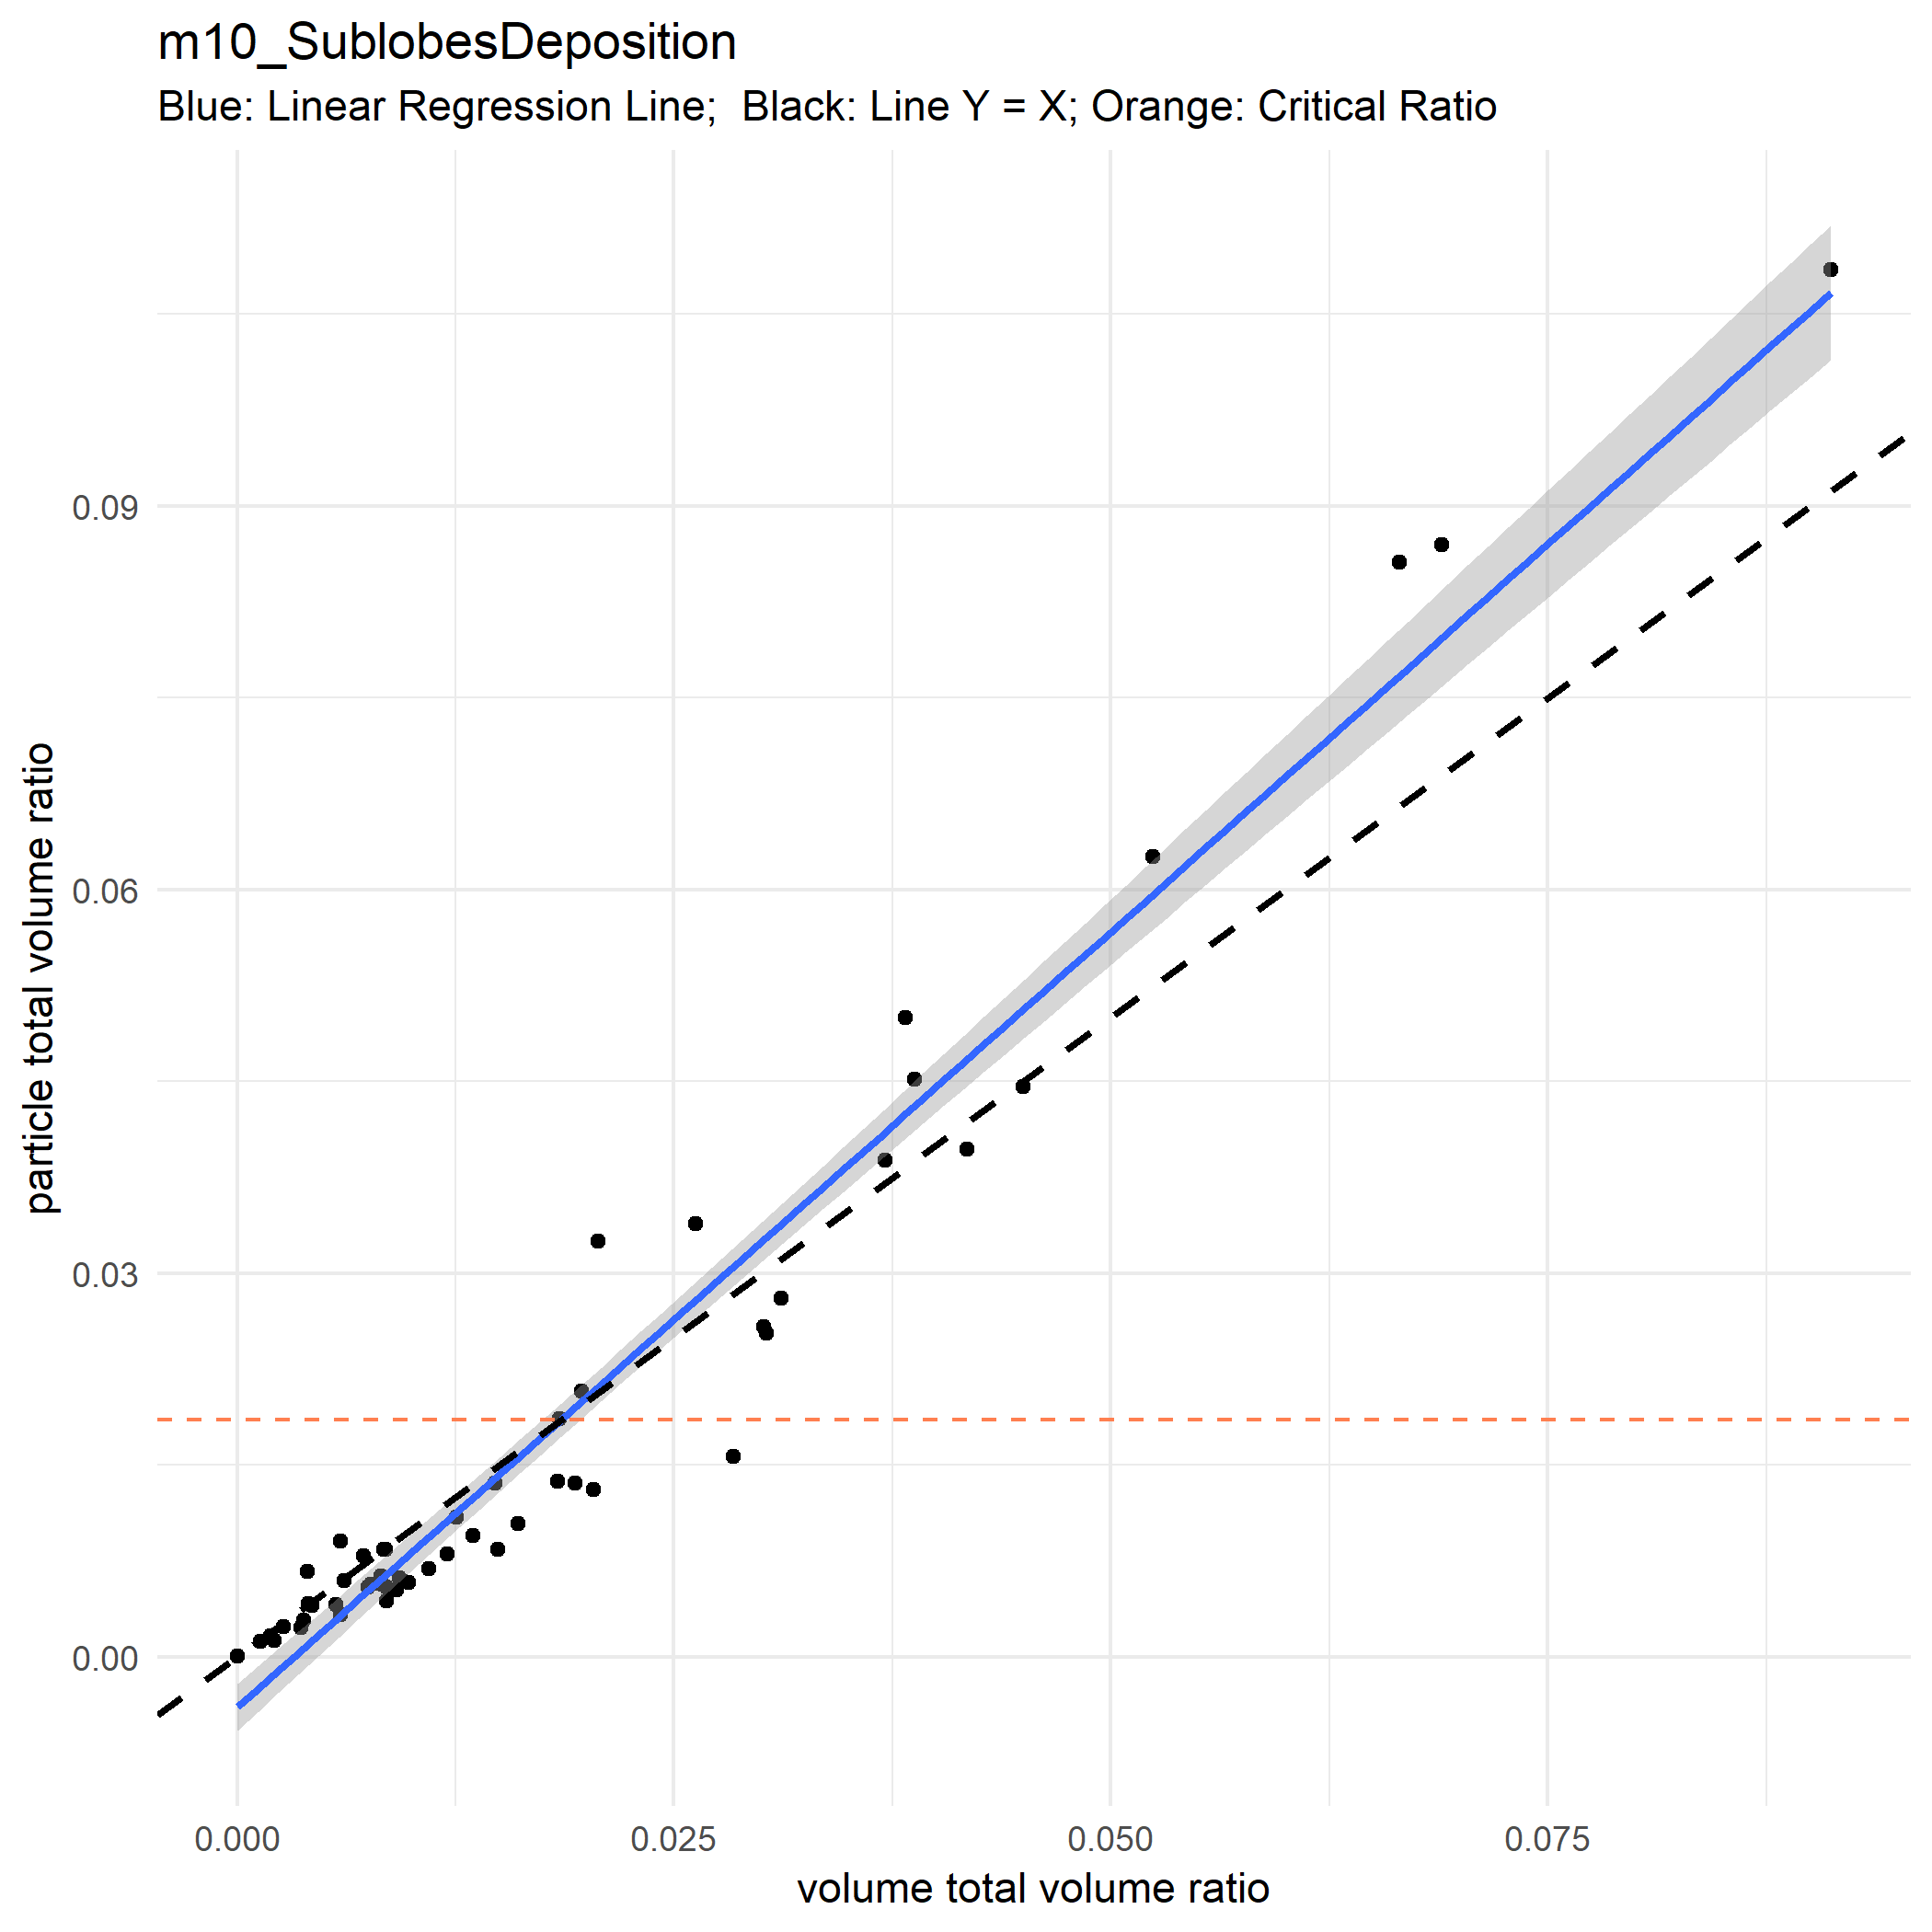 m10_SublobesDeposition
Blue: Linear Regression Line;  Black: Line Y = X; Orange: Critical Ratio
particle total volume ratio
0.09
0.06
0.03
0.00
0.000
0.025
0.050
0.075
volume total volume ratio